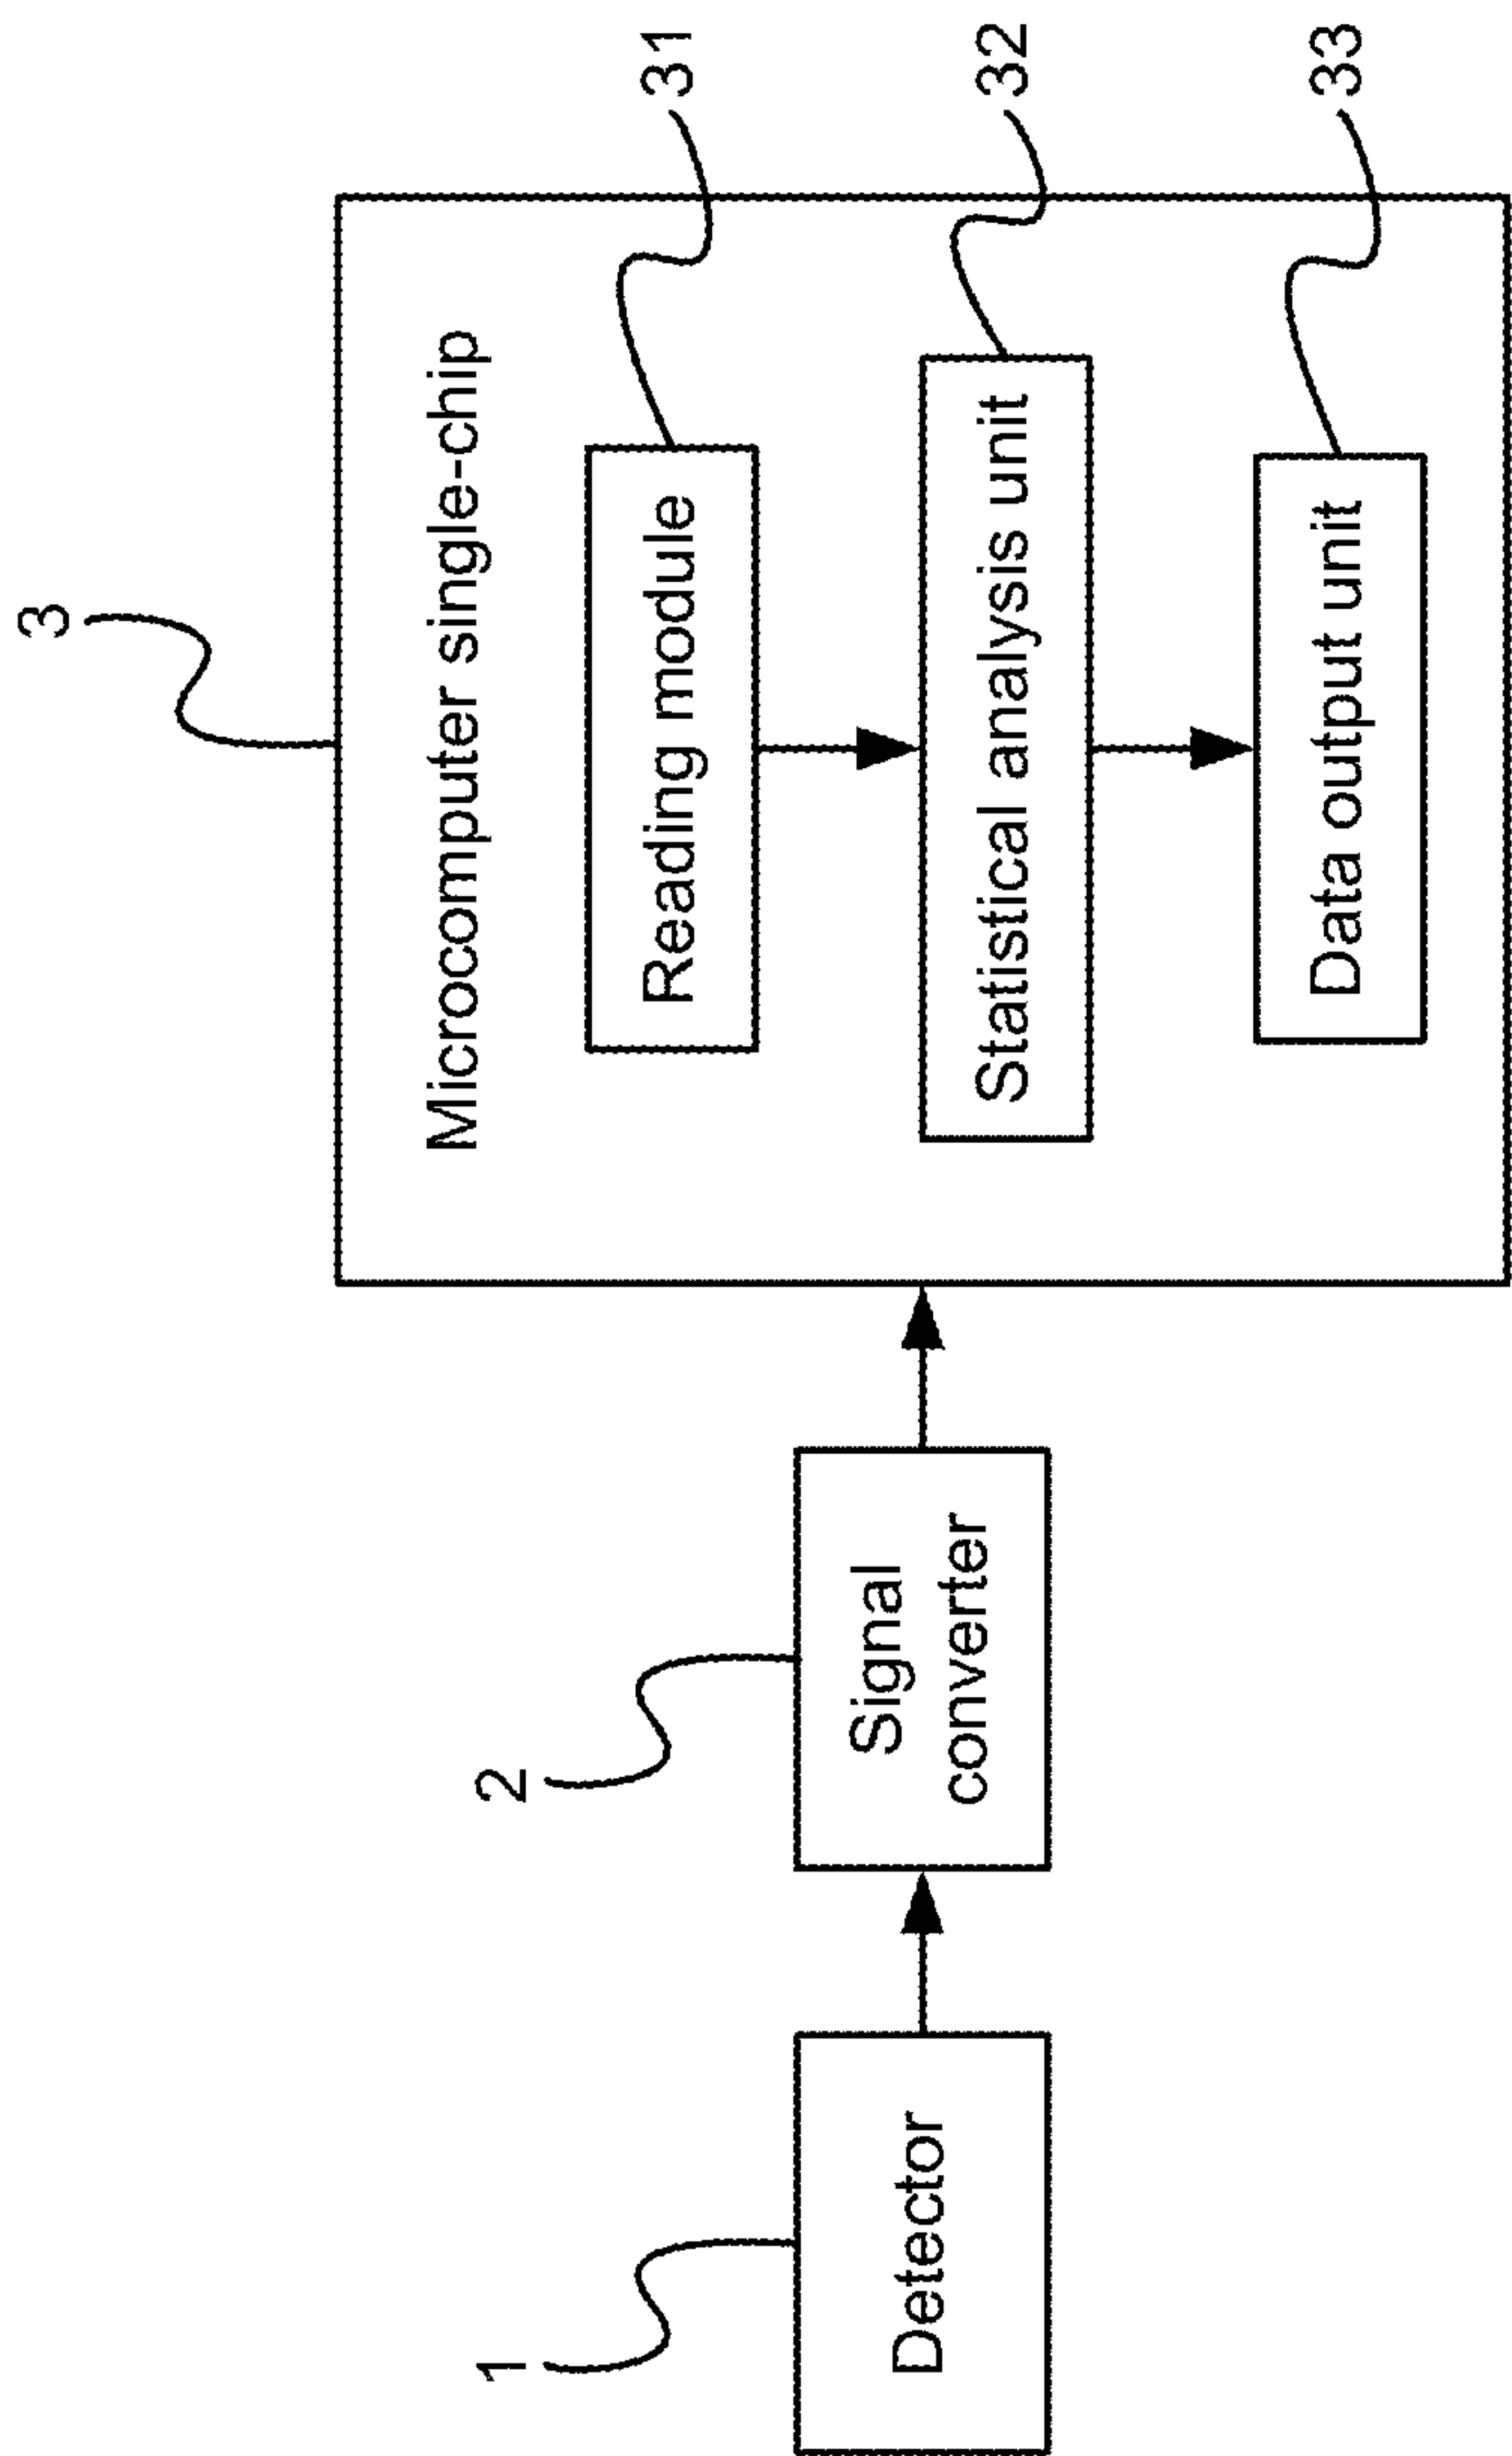 3
Microcomputer single-chip
Reading module
31
1
2
Detector
Signal
converter
Statistical analysis unit
32
Data output unit
33